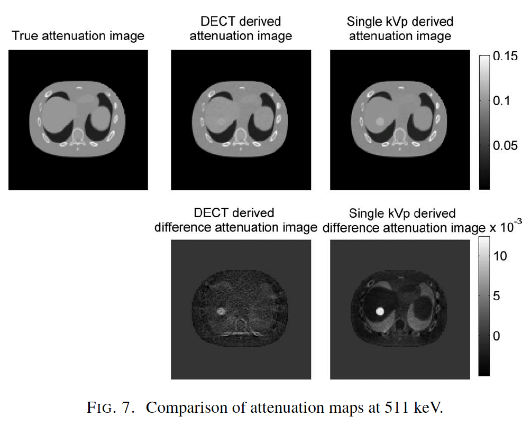 True attenuation image
DECT derived
attenuation image
Single kVp derived
attenuation image
0.15
0.1
0.05
DECT derived
difference attenuation image
Single kVp derived
difference attenuation image
x 10⁻³
10
5
0
FIG. 7. Comparison of attenuation maps at 511 keV.